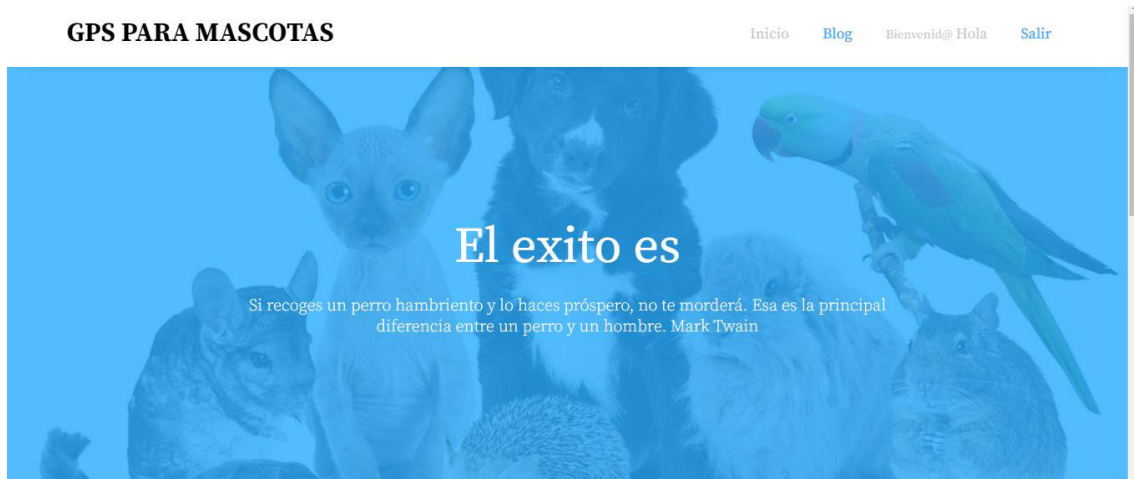 GPS PARA MASCOTAS
Inicio Blog Bienvenid@ Hola Salir
El exito es
Si recoges un perro hambriento y lo haces próspero, no te morderá. Esa es la principal
diferencia entre un perro y un hombre. Mark Twain